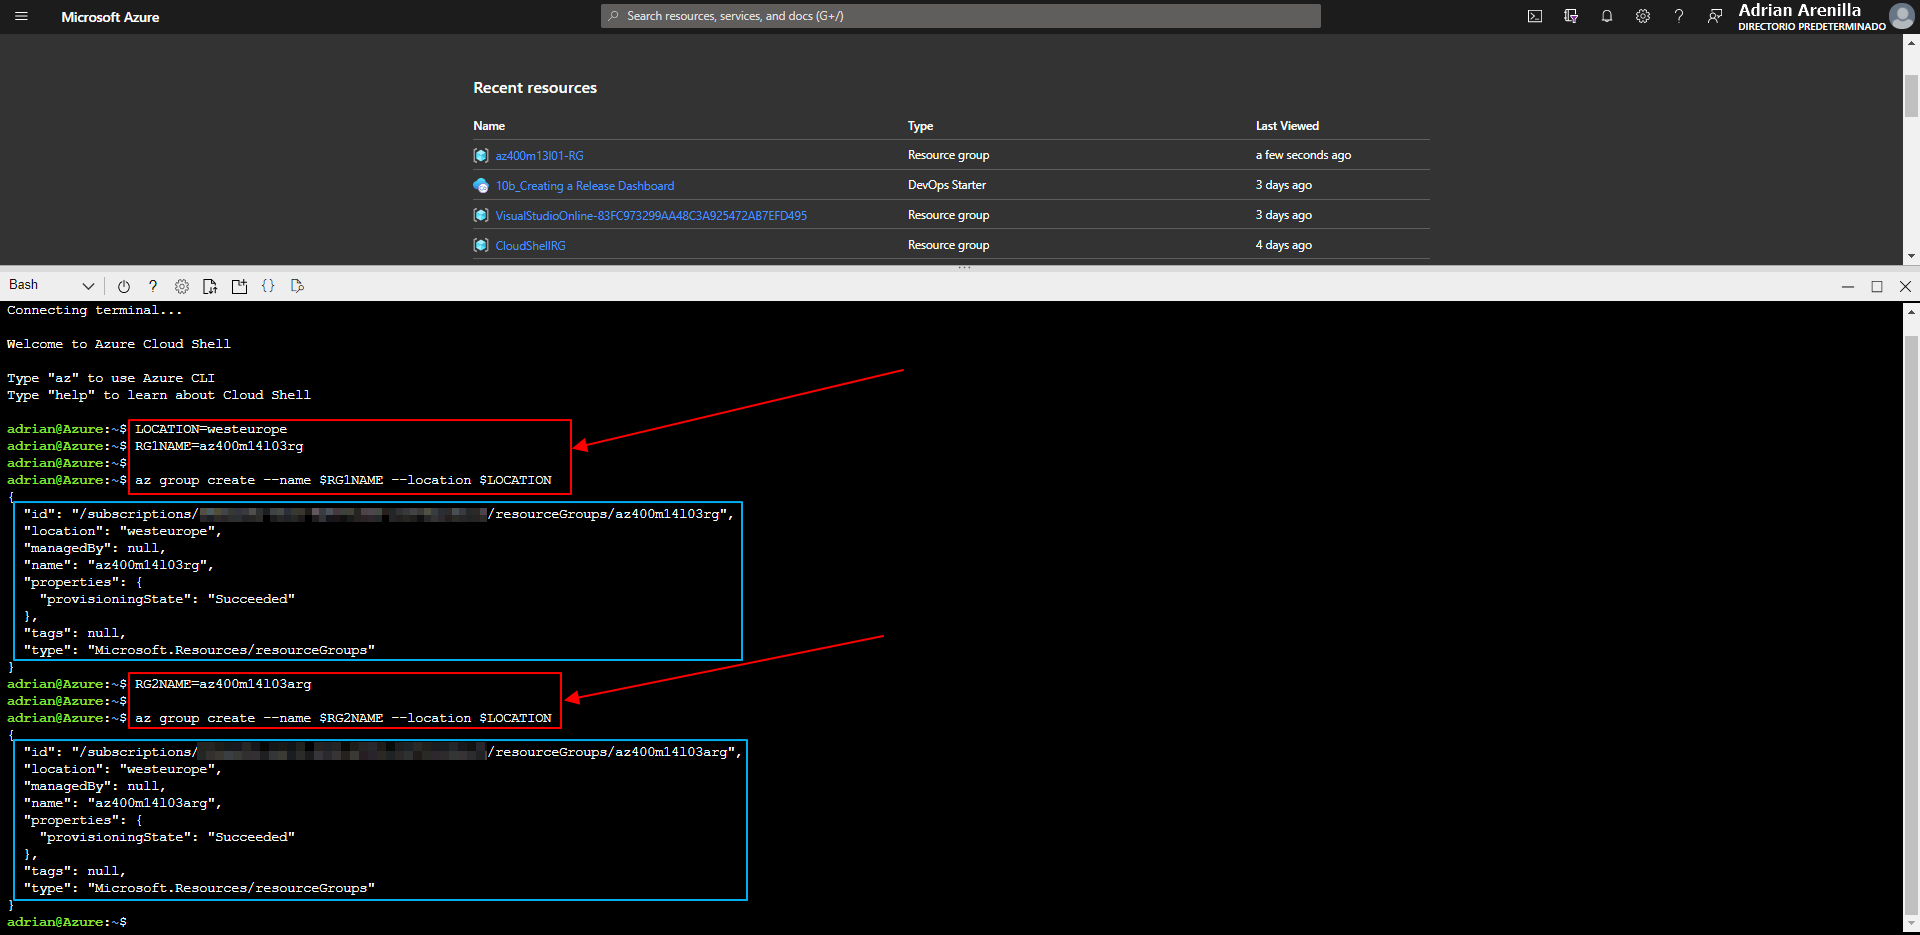 Microsoft Azure
Search resources, services, and docs (G+/)
Adrian Arenilla
DIRECTORIO PREDETERMINADO
Recent resources
Name Type Last Viewed
az400m13l01-RG Resource group a few seconds ago
10b_Creating a Release Dashboard DevOps Starter 3 days ago
VisualStudioOnline-83FC973299AA48C3A925472AB7EFD495 Resource group 3 days ago
CloudShellRG Resource group 4 days ago
Bash
Connecting terminal...
Welcome to Azure Cloud Shell
Type "az" to use Azure CLI
Type "help" to learn about Cloud Shell
adrian@Azure:~$ LOCATION=westeurope
adrian@Azure:~$ RG1NAME=az400m14l03rg
adrian@Azure:~$
adrian@Azure:~$ az group create --name $RG1NAME --location $LOCATION
{
"id": "/subscriptions/ /resourceGroups/az400m14l03rg",
"location": "westeurope",
"managedBy": null,
"name": "az400m14l03rg",
"properties": {
"provisioningState": "Succeeded"
},
"tags": null,
"type": "Microsoft.Resources/resourceGroups"
}
adrian@Azure:~$ RG2NAME=az400m14l03arg
adrian@Azure:~$
adrian@Azure:~$ az group create --name $RG2NAME --location $LOCATION
{
"id": "/subscriptions/ /resourceGroups/az400m14l03arg",
"location": "westeurope",
"managedBy": null,
"name": "az400m14l03arg",
"properties": {
"provisioningState": "Succeeded"
},
"tags": null,
"type": "Microsoft.Resources/resourceGroups"
}
adrian@Azure:~$